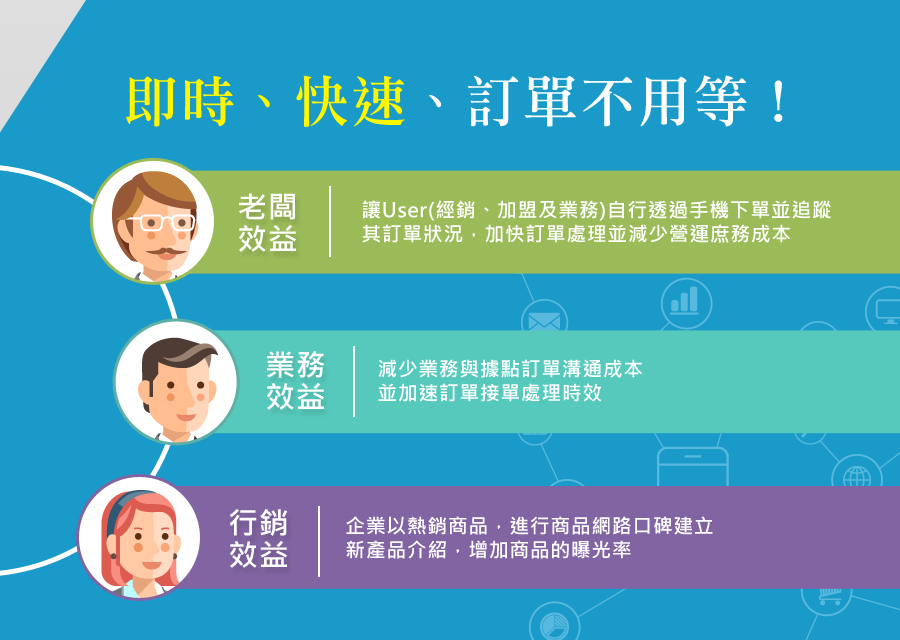 即時、快速、訂單不用等！
老闆
效益
讓User(經銷、加盟及業務)自行透過手機下單並追蹤
其訂單狀況，加快訂單處理並減少營運庶務成本
業務
效益
減少業務與據點訂單溝通成本
並加速訂單接單處理時效
行銷
效益
企業以熱銷商品，進行商品網路口碑建立
新產品介紹，增加商品的曝光率